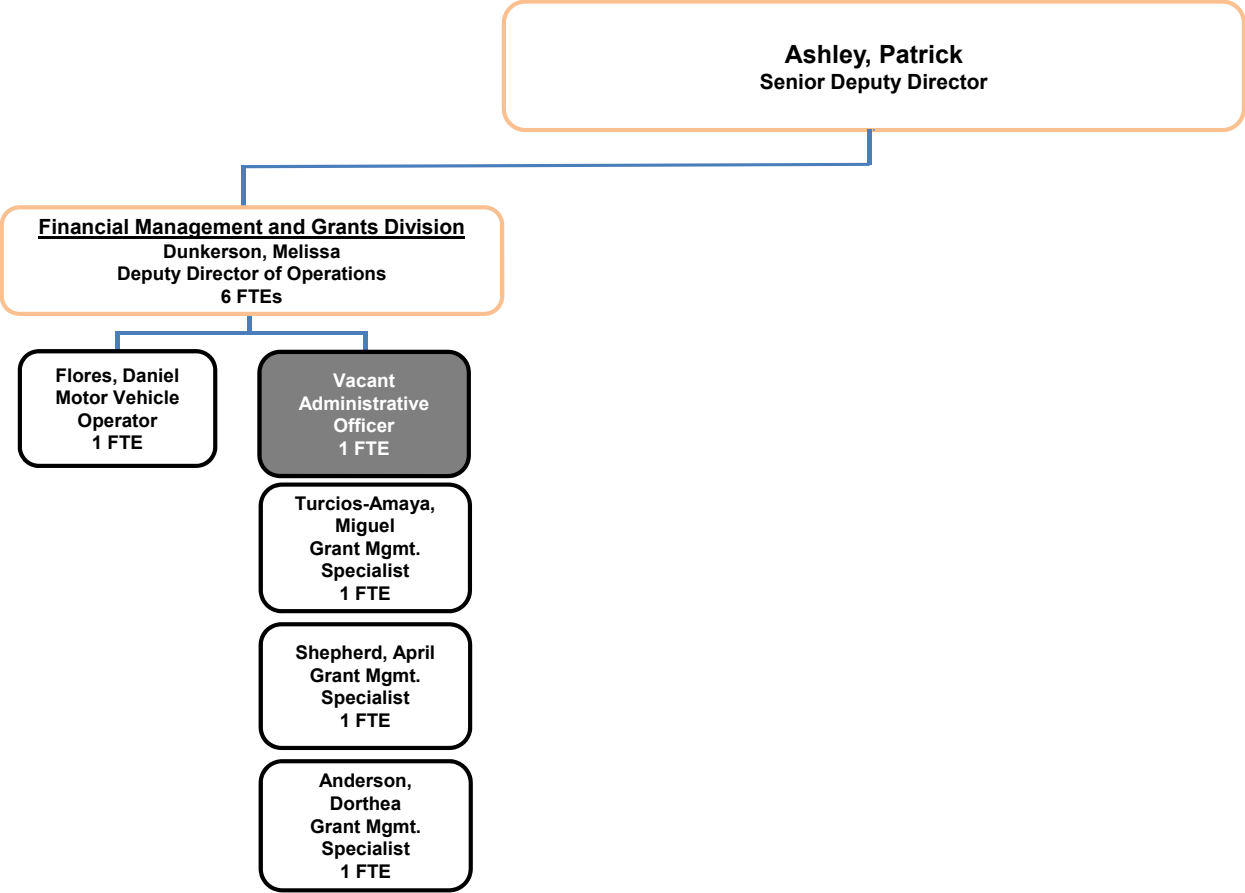 Ashley, Patrick
Senior Deputy Director
Financial Management and Grants Division
Dunkerson, Melissa
Deputy Director of Operations
6 FTEs
Flores, Daniel
Motor Vehicle
Operator
1 FTE
Vacant
Administrative
Officer
1 FTE
Turcios-Amaya,
Miguel
Grant Mgmt.
Specialist
1 FTE
Shepherd, April
Grant Mgmt.
Specialist
1 FTE
Anderson,
Dorthea
Grant Mgmt.
Specialist
1 FTE